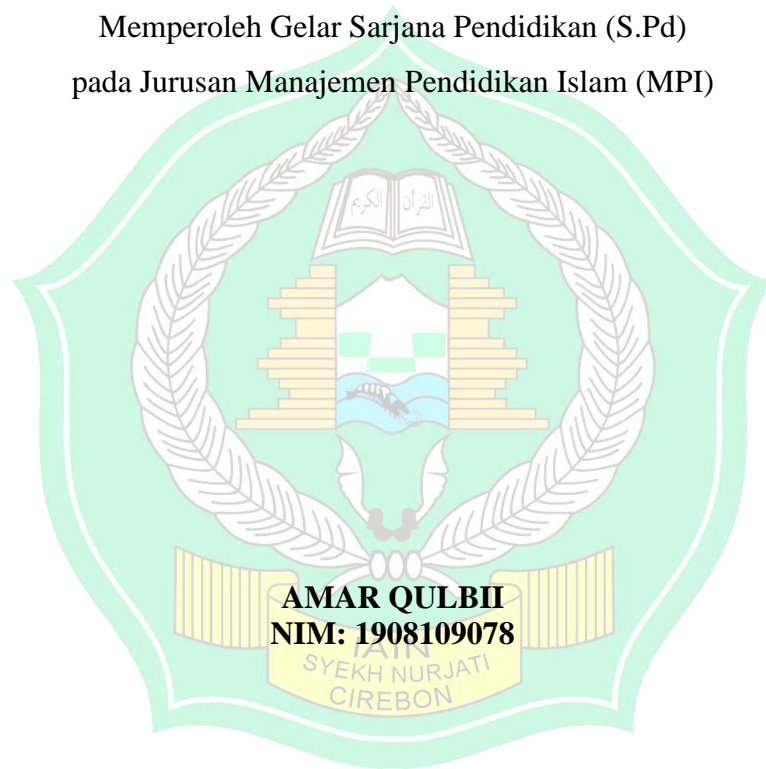 Memperoleh Gelar Sarjana Pendidikan (S.Pd)
pada Jurusan Manajemen Pendidikan Islam (MPI)
القرأن الكريم
AMAR QULBII
NIM: 1908109078
IAIN
SYEKH NURJATI
CIREBON